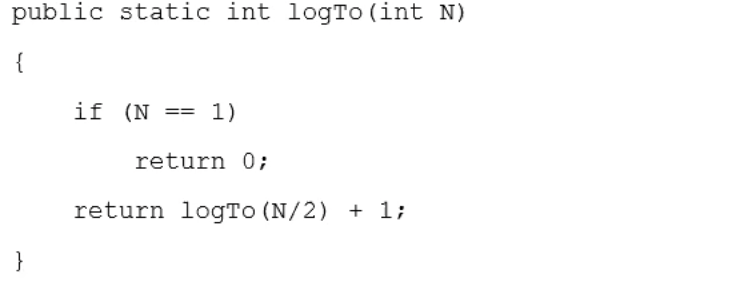 public static int logTo(int N)
{
    if (N == 1)
        return 0;
    return logTo(N/2) + 1;
}